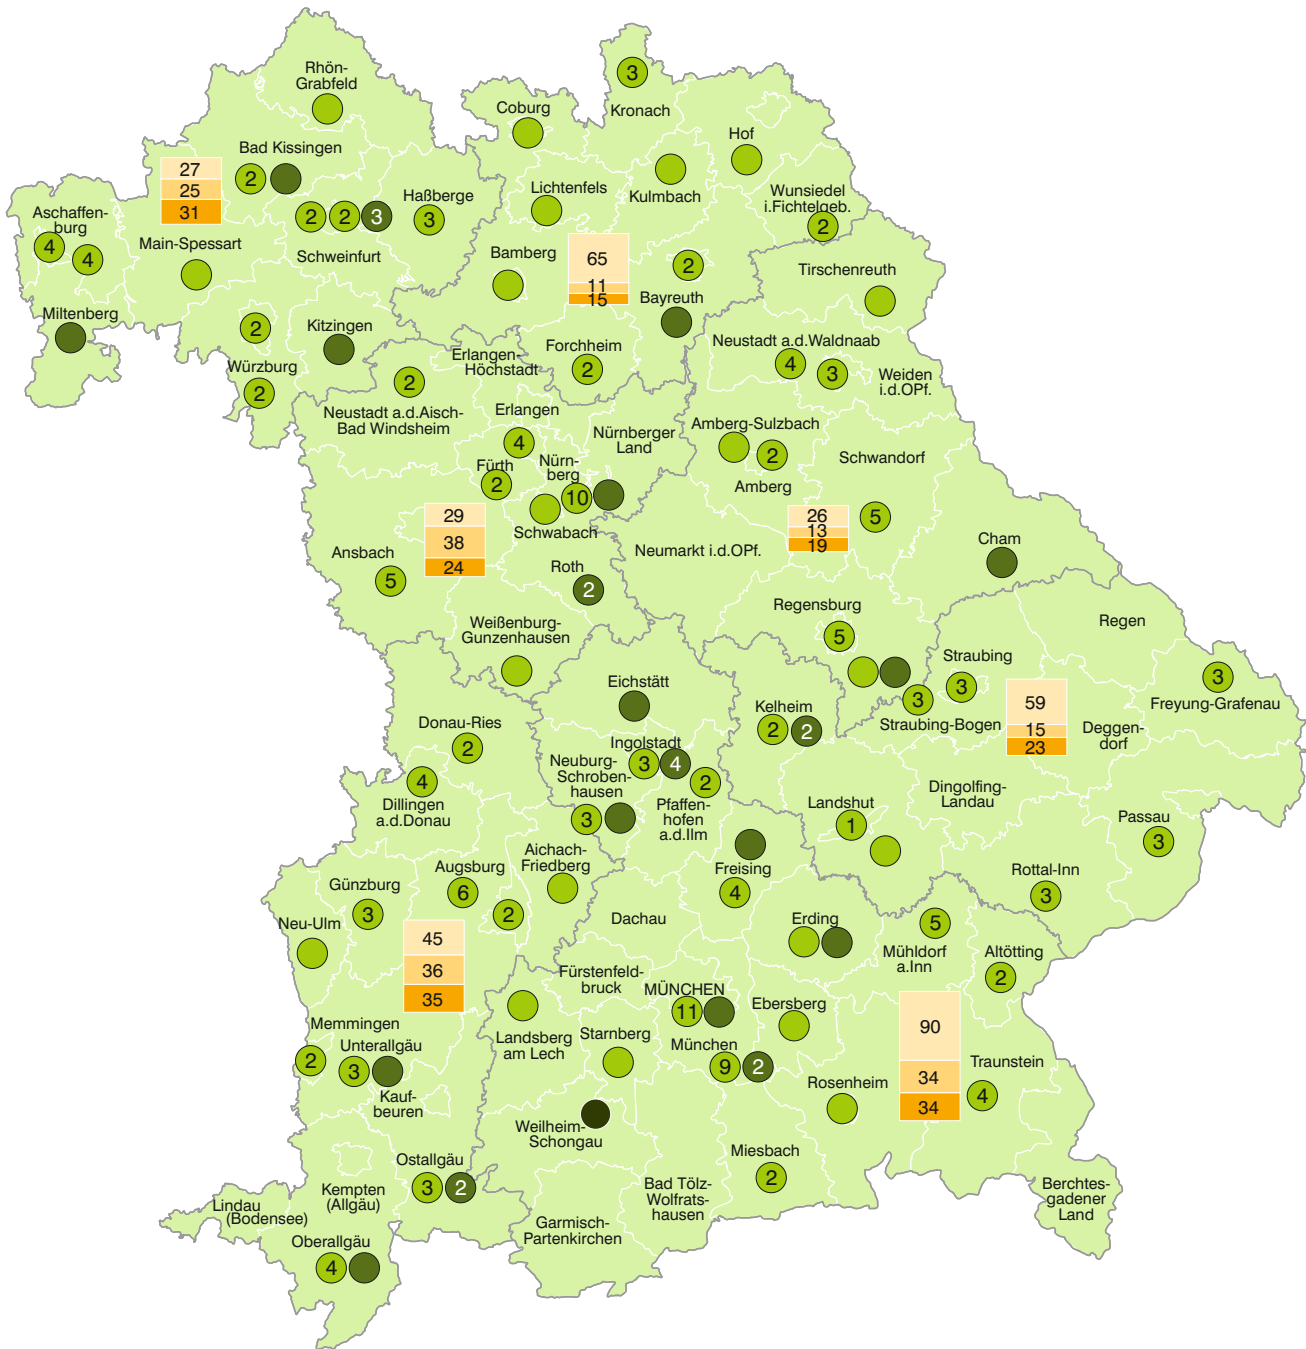 Rhön-
Grabfeld
3
Kronach
Coburg
Hof
Bad Kissingen
2
27
25
31
Lichtenfels
Kulmbach
Wunsiedel
i.Fichtelgeb.
2
Haßberge
3
2
2
3
Schweinfurt
Aschaffen-
burg
4
4
Main-Spessart
Bamberg
65
11
15
2
Bayreuth
Tirschenreuth
Miltenberg
2
Kitzingen
Würzburg
2
Erlangen-
Höchstadt
Forchheim
2
Neustadt a.d.Waldnaab
4
3
Weiden
i.d.OPf.
2
Neustadt a.d.Aisch-
Bad Windsheim
Erlangen
4
Nürnberger
Land
Amberg-Sulzbach
2
Amberg
Schwandorf
5
Fürth
2
Nürn-
berg
10
Schwabach
29
38
24
26
13
19
Neumarkt i.d.OPf.
Cham
Ansbach
5
Roth
2
Weißenburg-
Gunzenhausen
Regensburg
5
Regen
Straubing
3
3
Straubing-Bogen
59
15
23
3
Freyung-Grafenau
Deggen-
dorf
Eichstätt
Kelheim
2
2
Donau-Ries
2
Ingolstadt
3
4
Neuburg-
Schroben-
hausen
3
2
Pfaffen-
hofen
a.d.Ilm
4
Dillingen
a.d.Donau
Dingolfing-
Landau
Landshut
1
Passau
3
Aichach-
Friedberg
Augsburg
6
2
Freising
4
Rottal-Inn
3
Günzburg
3
Neu-Ulm
Dachau
Erding
5
Mühldorf
a.Inn
Altötting
2
45
36
35
Fürstenfeld-
bruck
MÜNCHEN
11
Ebersberg
90
34
34
Landsberg
am Lech
Starnberg
München
9
2
Memmingen
2
Unterallgäu
3
Kauf-
beuren
Rosenheim
Traunstein
4
Weilheim-
Schongau
Miesbach
2
Ostallgäu
3
2
Bad Tölz-
Wolfrats-
hausen
Berchtes-
gadener
Land
Kempten
(Allgäu)
Lindau
(Bodensee)
Garmisch-
Partenkirchen
Oberallgäu
4